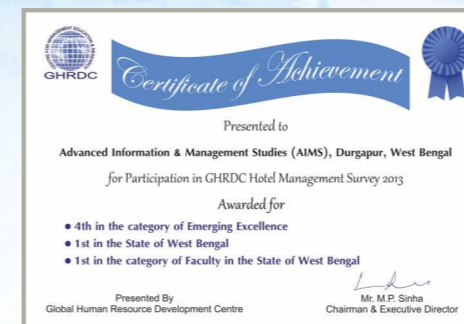 GHRDC
Certificate of Achievement
Presented to
Advanced Information & Management Studies (AIMS), Durgapur, West Bengal
for Participation in GHRDC Hotel Management Survey 2013
Awarded for
• 4th in the category of Emerging Excellence
• 1st in the State of West Bengal
• 1st in the category of Faculty in the State of West Bengal
Presented By
Global Human Resource Development Centre
Mr. M.P. Sinha
Chairman & Executive Director